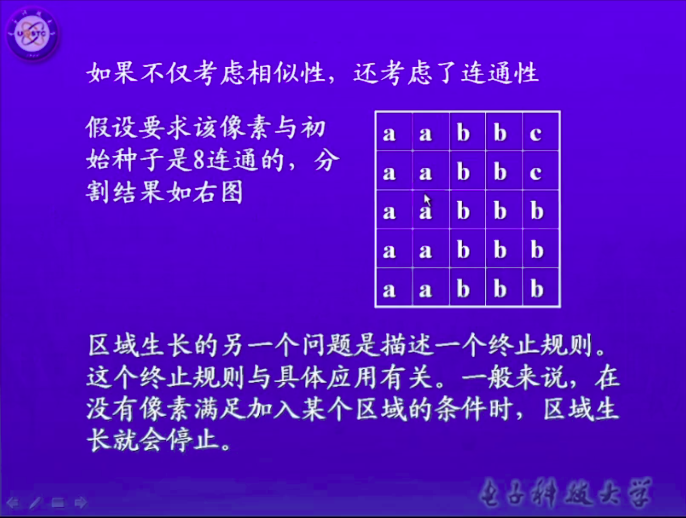 如果不仅考虑相似性，还考虑了连通性
假设要求该像素与初
始种子是8连通的，分
割结果如右图
a a b b c
a a b b c
a a b b b
a a b b b
a a b b b
区域生长的另一个问题是描述一个终止规则。
这个终止规则与具体应用有关。一般来说，在
没有像素满足加入某个区域的条件时，区域生
长就会停止。
电子科技大学